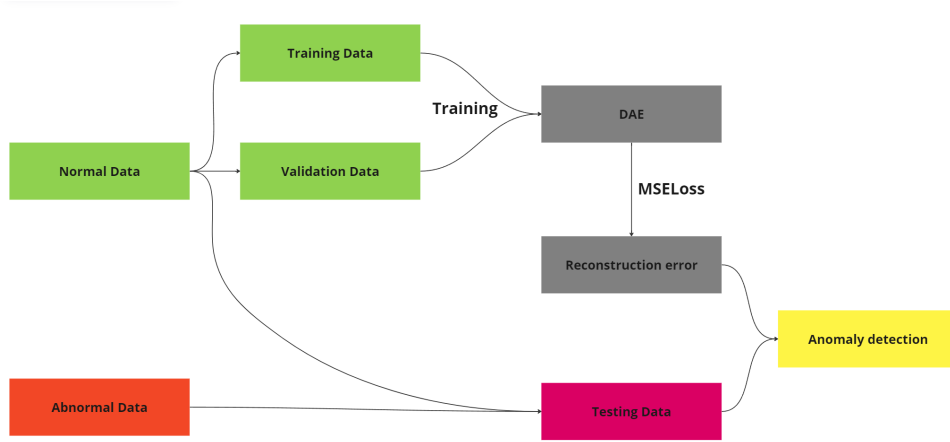 Training Data
Training
DAE
Normal Data
Validation Data
MSELoss
Reconstruction error
Anomaly detection
Abnormal Data
Testing Data